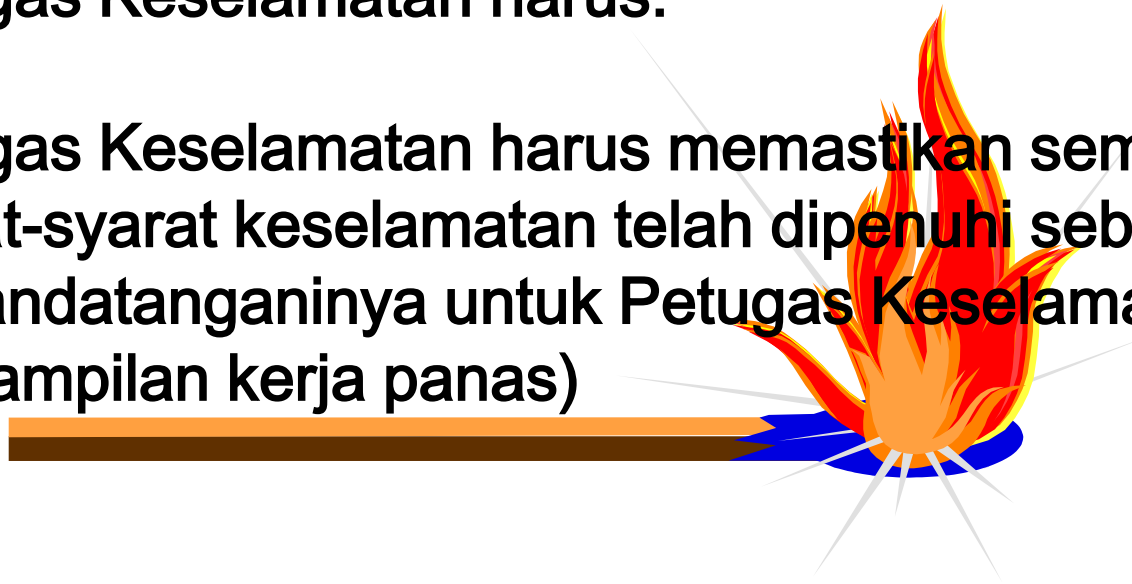 gas Keselamatan harus:
gas Keselamatan harus memastikan sem
t-syarat keselamatan telah dipenuhi seb
andatanganinya untuk Petugas Keselama
ampilan kerja panas)